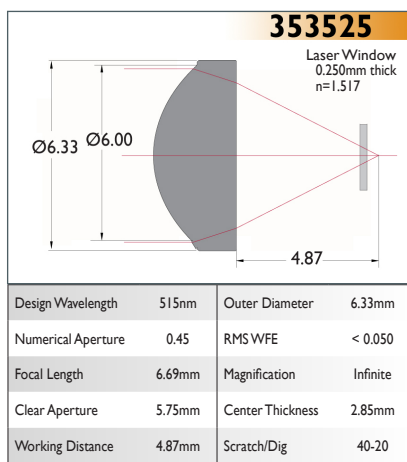 353525
Laser Window
0.250mm thick
n=1.517
Ø6.33
Ø6.00
4.87
Design Wavelength 515nm Outer Diameter 6.33mm
Numerical Aperture 0.45 RMS WFE < 0.050
Focal Length 6.69mm Magnification Infinite
Clear Aperture 5.75mm Center Thickness 2.85mm
Working Distance 4.87mm Scratch/Dig 40-20